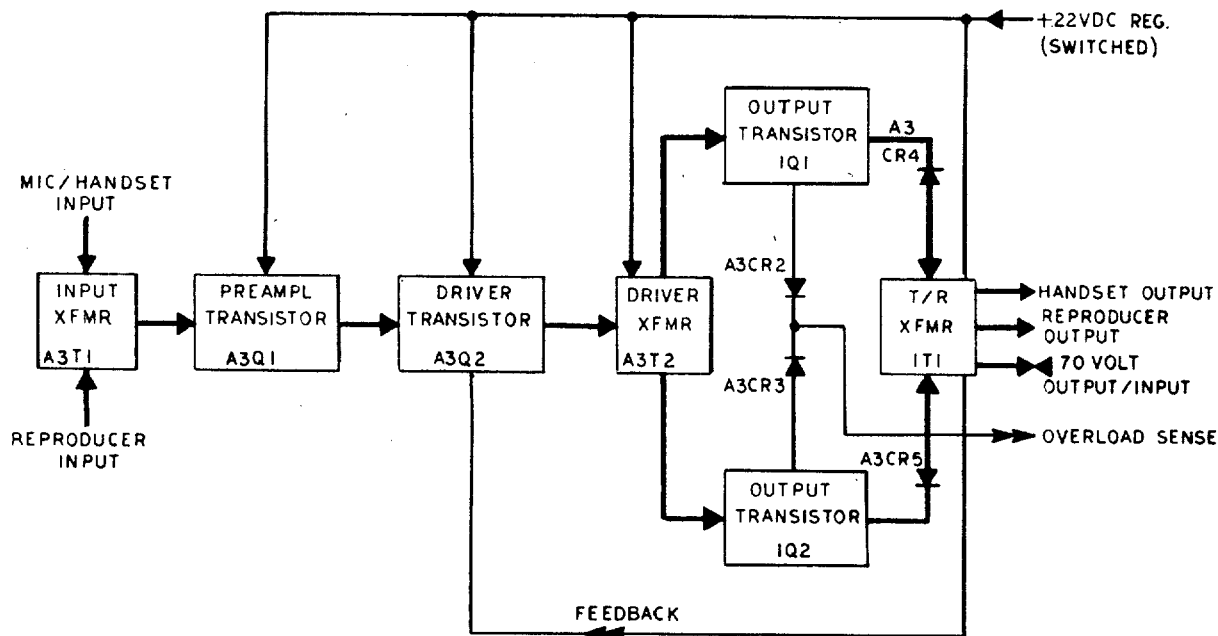 +22VDC REG.
(SWITCHED)
MIC/HANDSET
INPUT
INPUT
XFMR
A3T1
REPRODUCER
INPUT
PREAMPL
TRANSISTOR
A3Q1
DRIVER
TRANSISTOR
A3Q2
DRIVER
XFMR
A3T2
OUTPUT
TRANSISTOR
1Q1
A3
CR4
A3CR2
A3CR3
OUTPUT
TRANSISTOR
1Q2
A3CR5
T/R
XFMR
1T1
HANDSET OUTPUT
REPRODUCER
OUTPUT
70 VOLT
OUTPUT/INPUT
OVERLOAD SENSE
FEEDBACK